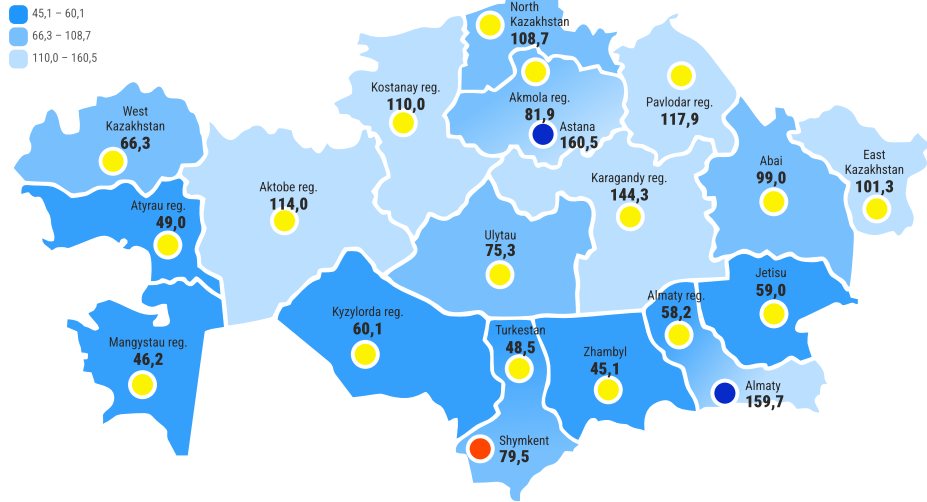 45,1 – 60,1
66,3 – 108,7
110,0 – 160,5
North
Kazakhstan
108,7
Kostanay reg.
110,0
Akmola reg.
81,9
Astana
160,5
Pavlodar reg.
117,9
West
Kazakhstan
66,3
Abai
99,0
East
Kazakhstan
101,3
Aktobe reg.
114,0
Karagandy reg.
144,3
Atyrau reg.
49,0
Ulytau
75,3
Jetisu
59,0
Almaty reg.
58,2
Kyzylorda reg.
60,1
Turkestan
48,5
Mangystau reg.
46,2
Zhambyl
45,1
Almaty
159,7
Shymkent
79,5